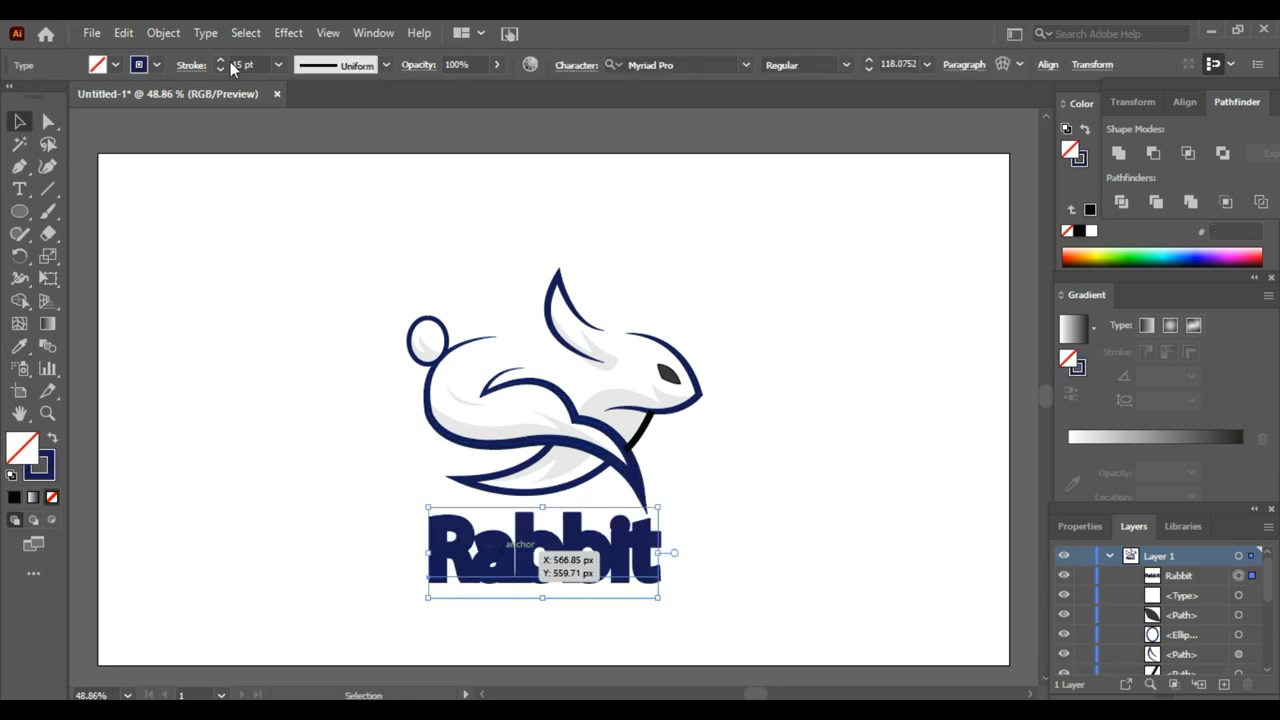 Ai File Edit Object Type Select Effect View Window Help Search Adobe Help
Type Stroke: Uniform Opacity: 100% Character: Myriad Pro Regular 118.0752 Paragraph Align Transform
Untitled-1* @ 48.86 % (RGB/Preview)
Color Transform Align Pathfinder
Shape Modes:
Pathfinders:
#
Gradient
Type:
Stroke:
Opacity:
Location:
Rabbit
anchor
X: 566.85 px
Y: 559.71 px
Properties Layers Libraries
Layer 1
Rabbit
<Type>
<Path>
<Ellip...
<Path>
1 Layer
48.86% 1 Selection